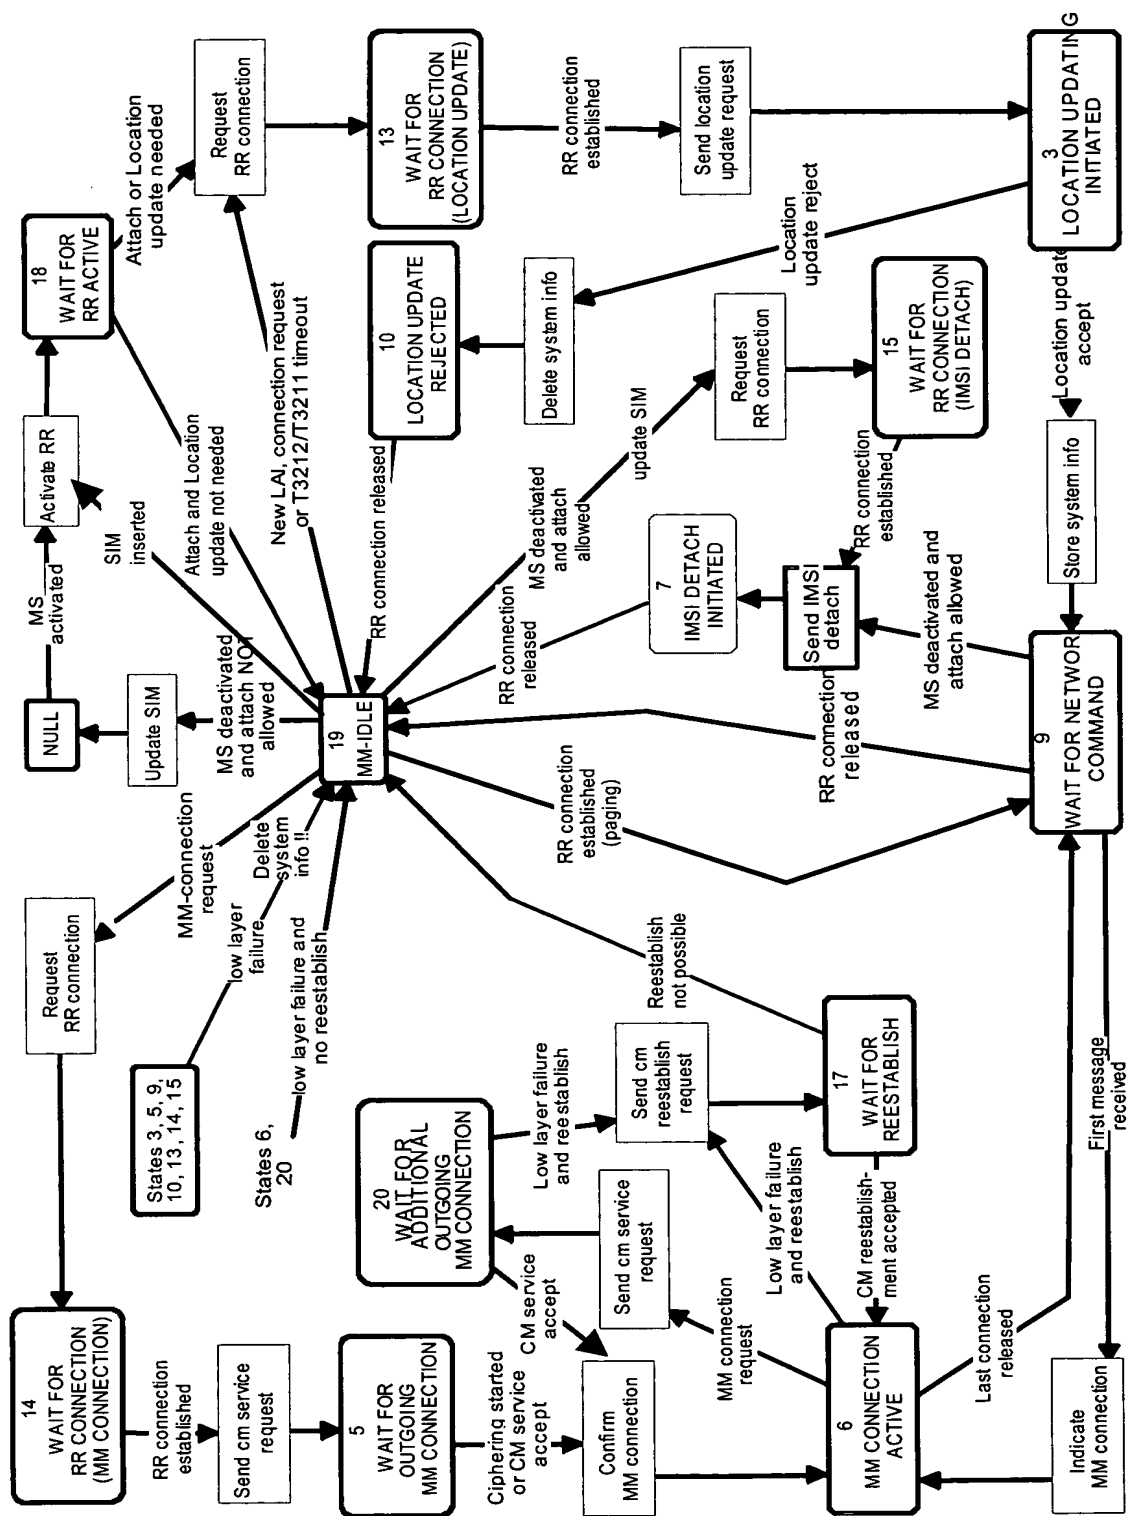 14
WAIT FOR
RR CONNECTION
(MM CONNECTION)
Request
RR connection
NULL
MS
activated
Activate RR
18
WAIT FOR
RR ACTIVE
Attach or Location
update needed
RR connection
established
States 3, 5, 9,
10, 13, 14, 15
Update SIM
SIM
inserted
MM-connection
request
MS deactivated
and attach NOT
allowed
Attach and Location
update not needed
Request
RR connection
Send cm service
request
low layer
failure
Delete
system
info !!
States 6,
20
low layer failure and
no reestablish
New LAI, connection request
or T3212/T3211 timeout
5
WAIT FOR
OUTGOING
MM CONNECTION
20
WAIT FOR
ADDITIONAL
OUTGOING
MM CONNECTION
19
MM-IDLE
RR connection released
10
LOCATION UPDATE
REJECTED
13
WAIT FOR
RR CONNECTION
(LOCATION UPDATE)
Ciphering started
or CM service
accept
CM service
accept
Low layer failure
and reestablish
RR connection
released
MS deactivated
and attach
allowed
Delete system info
RR connection
established
Confirm
MM connection
Send cm service
request
Send cm
reestablish
request
Reestablish
not possible
RR connection
established
(paging)
7
IMSI DETACH
INITIATED
update SIM
Send location
update request
MM connection
request
Low layer failure
and reestablish
Request
RR connection
Location
update reject
6
MM CONNECTION
ACTIVE
CM reestablish-
ment accepted
17
WAIT FOR
REESTABLISH
RR connection
released
Send IMSI
detach
RR connection
established
15
WAIT FOR
RR CONNECTION
(IMSI DETACH)
MS deactivated and
attach allowed
Last connection
released
Indicate
MM connection
First message
received
9
WAIT FOR NETWOR
COMMAND
Store system info
Location update
accept
3
LOCATION UPDATING
INITIATED